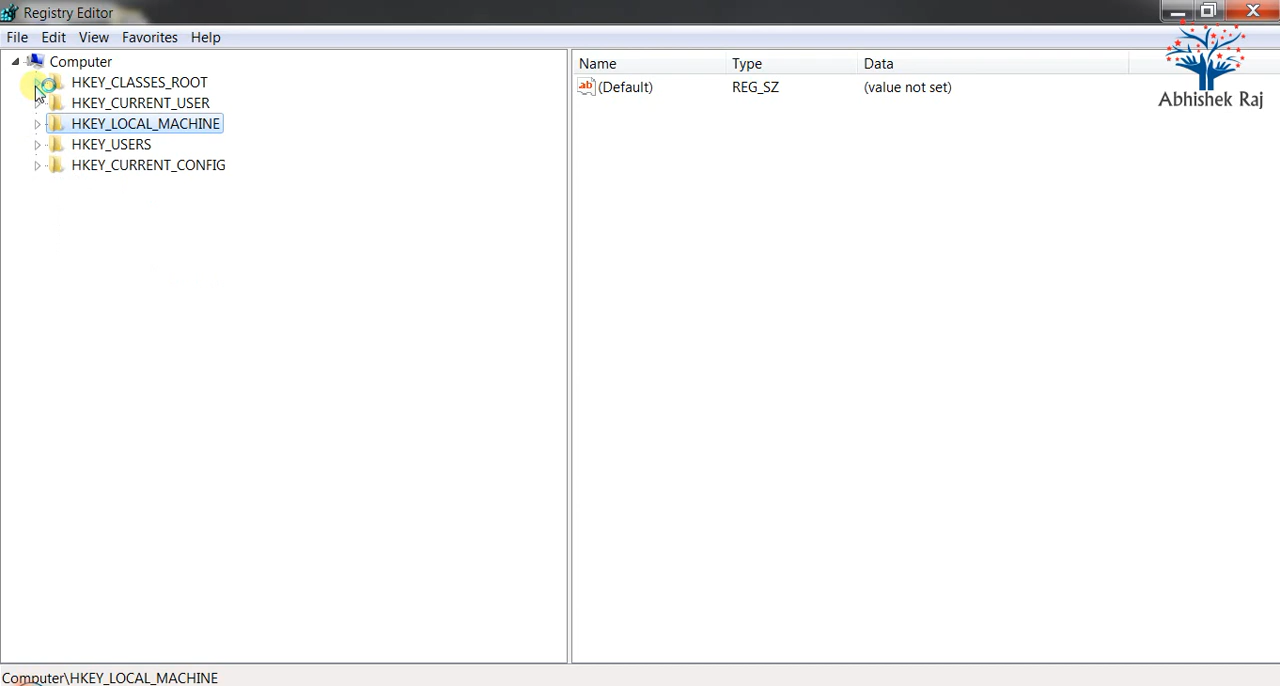 Registry Editor
File Edit View Favorites Help
Computer
HKEY_CLASSES_ROOT
HKEY_CURRENT_USER
HKEY_LOCAL_MACHINE
HKEY_USERS
HKEY_CURRENT_CONFIG
Name Type Data
ab (Default) REG_SZ (value not set)
Abhishek Raj
Computer\HKEY_LOCAL_MACHINE